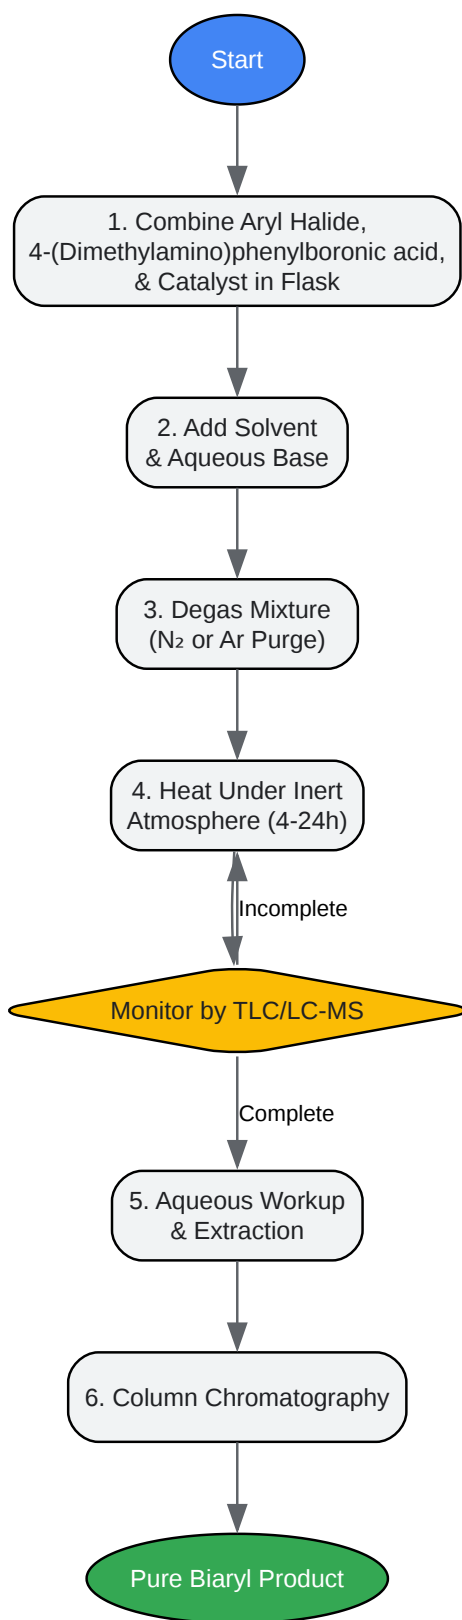 Start
1. Combine Aryl Halide,
4-(Dimethylamino)phenylboronic acid,
& Catalyst in Flask
2. Add Solvent
& Aqueous Base
3. Degas Mixture
(N₂ or Ar Purge)
4. Heat Under Inert
Atmosphere (4-24h)
Incomplete
Monitor by TLC/LC-MS
Complete
5. Aqueous Workup
& Extraction
6. Column Chromatography
Pure Biaryl Product